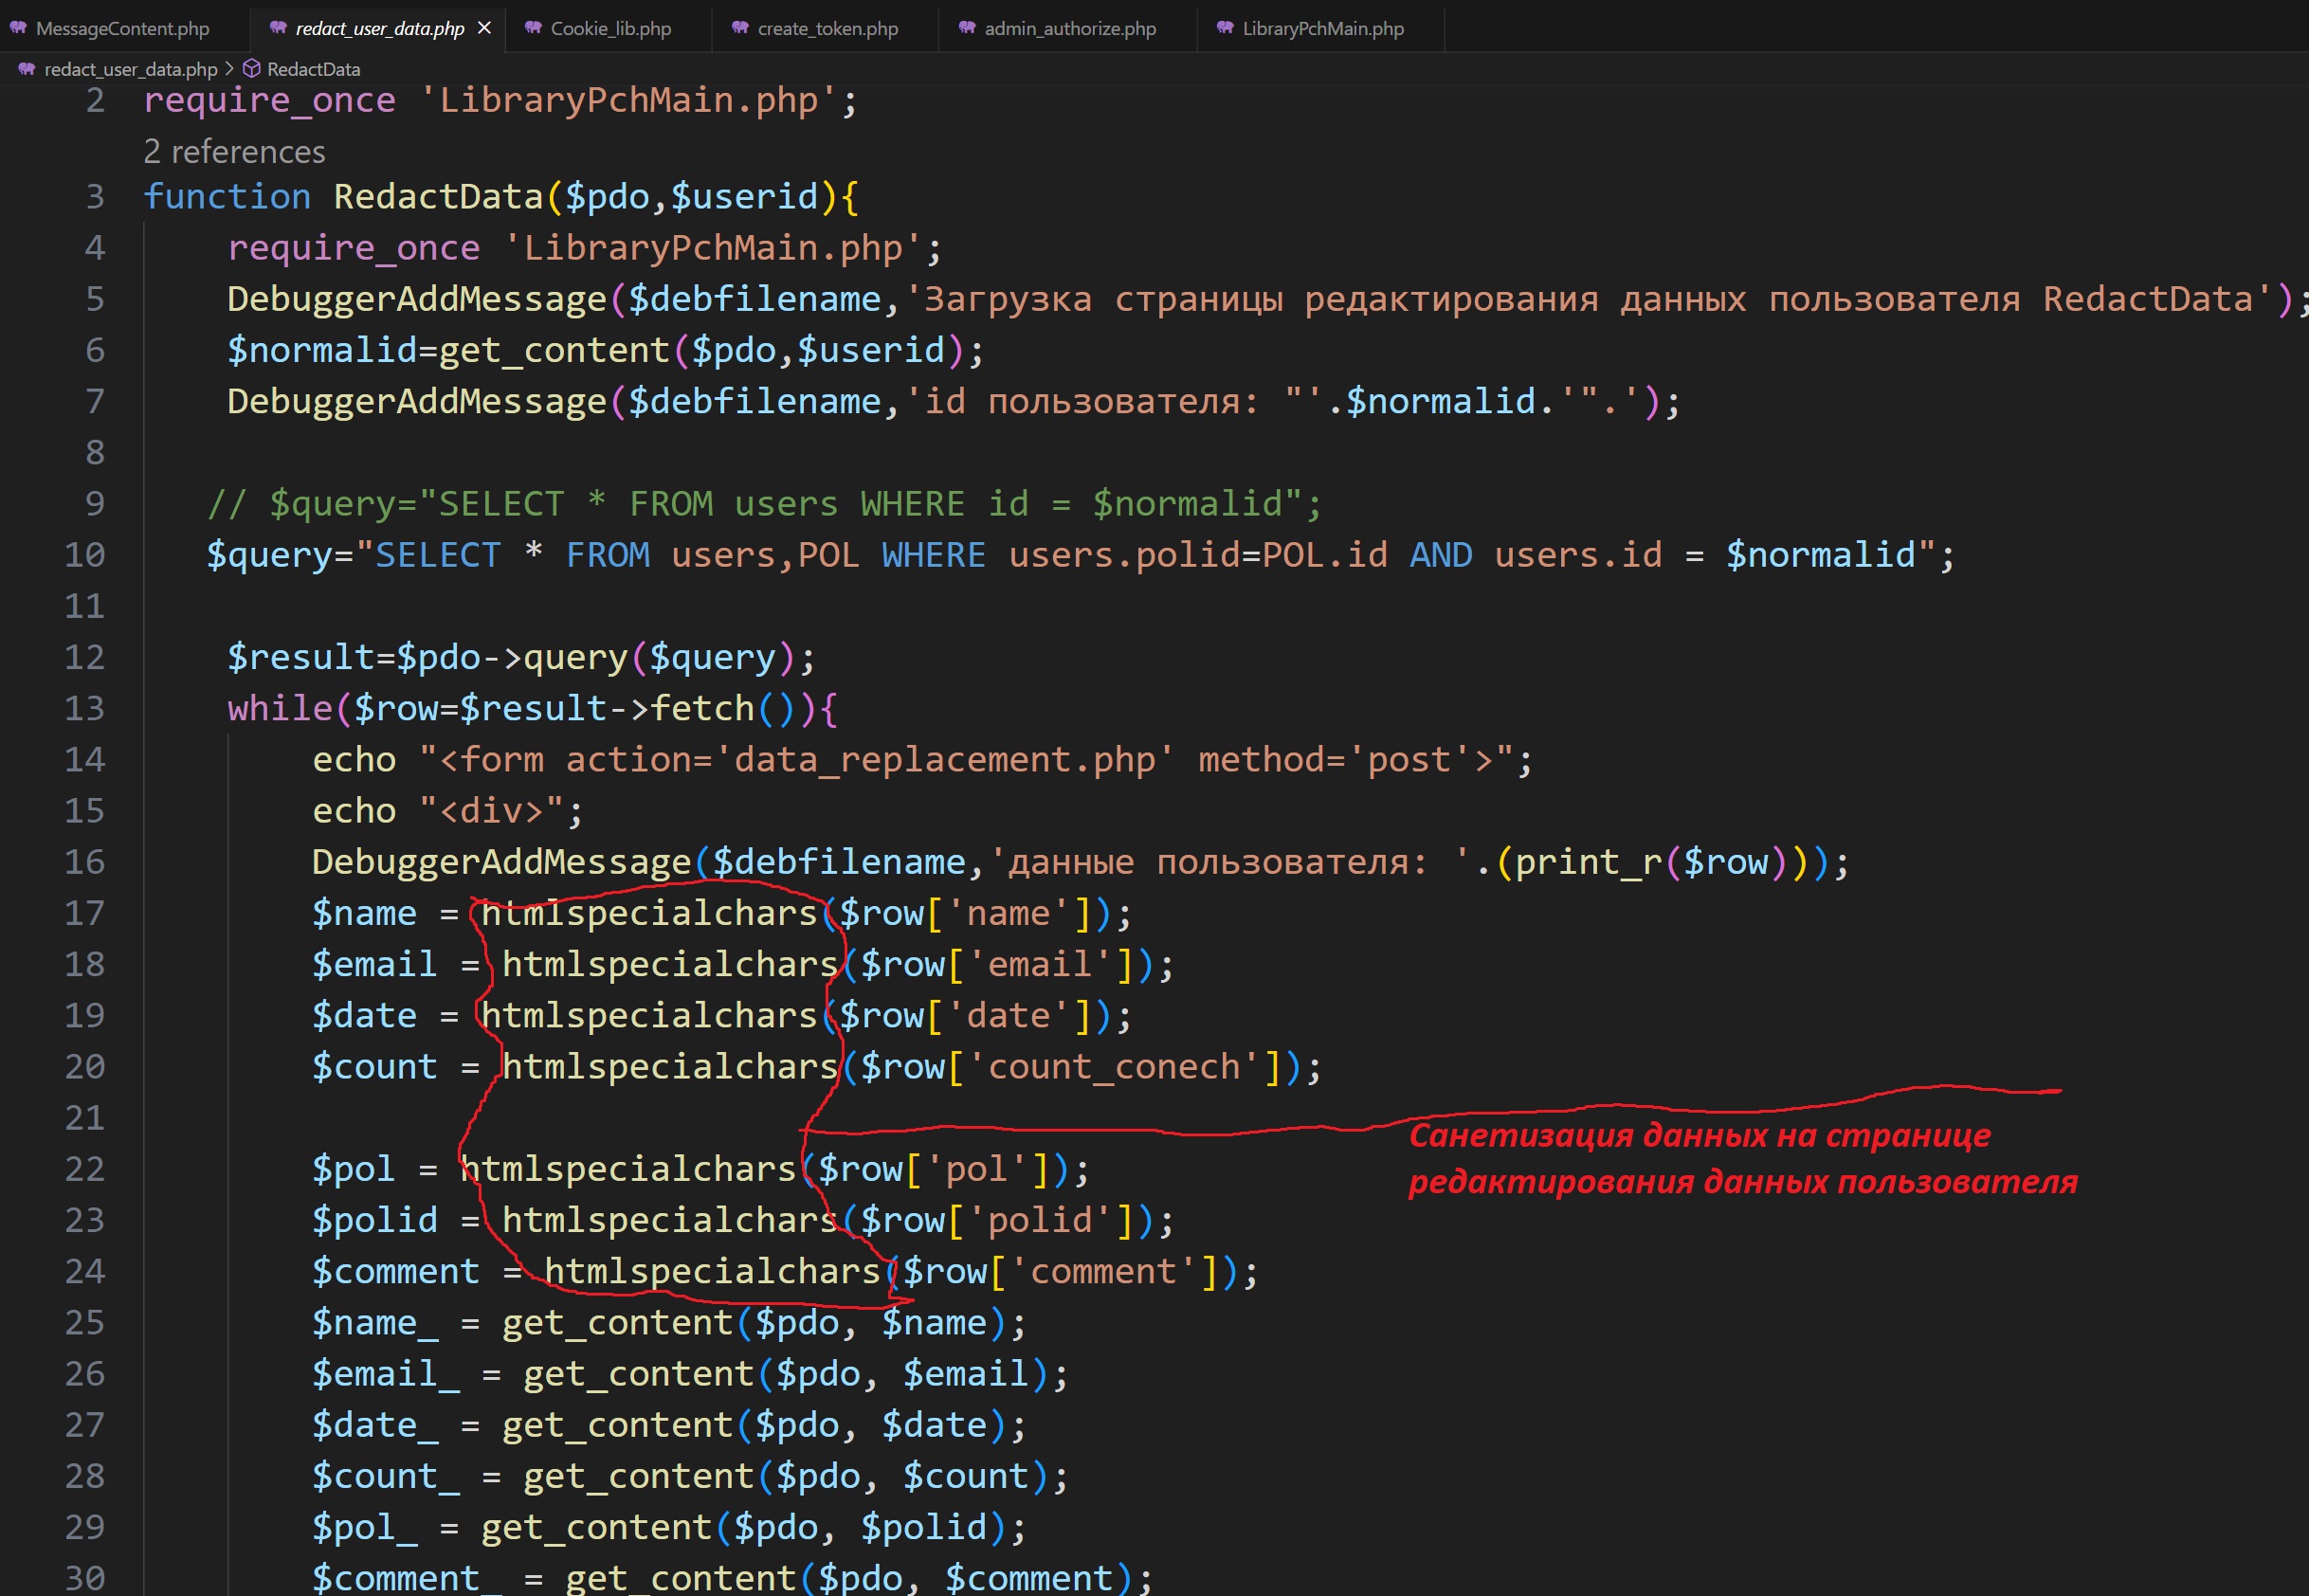 MessageContent.php redact_user_data.php Cookie_lib.php create_token.php admin_authorize.php LibraryPchMain.php
redact_user_data.php > RedactData
2 require_once 'LibraryPchMain.php';
2 references
3 function RedactData($pdo,$userid){
4 require_once 'LibraryPchMain.php';
5 DebuggerAddMessage($debfilename,'Загрузка страницы редактирования данных пользователя RedactData');
6 $normalid=get_content($pdo,$userid);
7 DebuggerAddMessage($debfilename,'id пользователя: "'.$normalid.'".');
8
9 // $query="SELECT * FROM users WHERE id = $normalid";
10 $query="SELECT * FROM users,POL WHERE users.polid=POL.id AND users.id = $normalid";
11
12 $result=$pdo->query($query);
13 while($row=$result->fetch()){
14 echo "<form action='data_replacement.php' method='post'>";
15 echo "<div>";
16 DebuggerAddMessage($debfilename,'данные пользователя: '.(print_r($row)));
17 $name = htmlspecialchars($row['name']);
18 $email = htmlspecialchars($row['email']);
19 $date = htmlspecialchars($row['date']);
20 $count = htmlspecialchars($row['count_conech']);
21
Санетизация данных на странице
22 $pol = htmlspecialchars($row['pol']);
редактирования данных пользователя
23 $polid = htmlspecialchars($row['polid']);
24 $comment = htmlspecialchars($row['comment']);
25 $name_ = get_content($pdo, $name);
26 $email_ = get_content($pdo, $email);
27 $date_ = get_content($pdo, $date);
28 $count_ = get_content($pdo, $count);
29 $pol_ = get_content($pdo, $polid);
30 $comment_ = get_content($pdo, $comment);